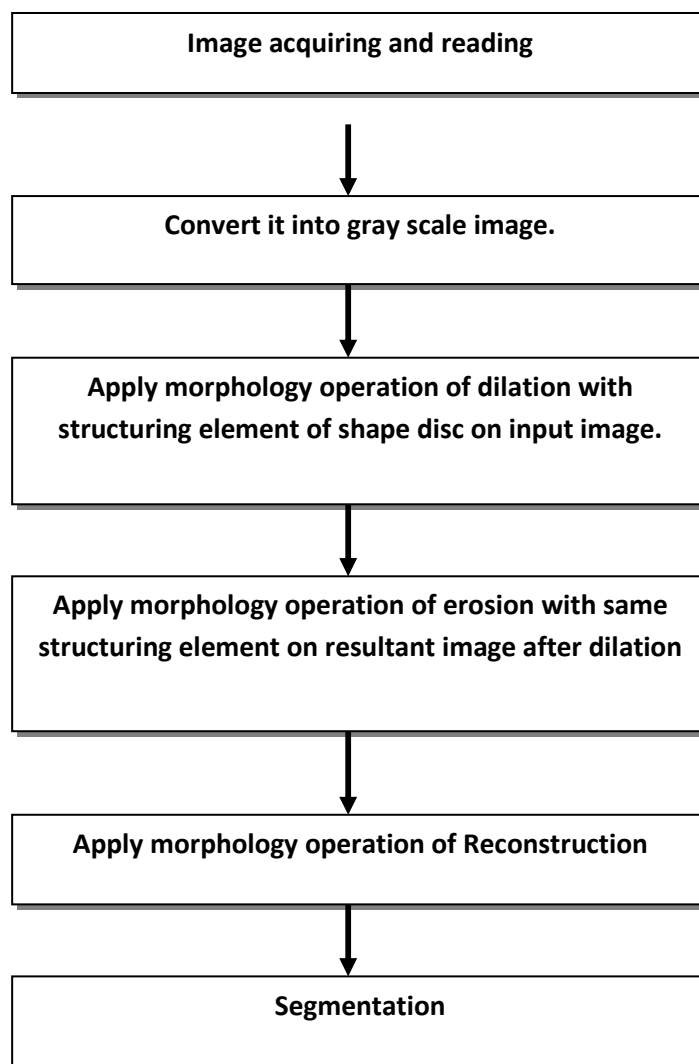 Image acquiring and reading
Convert it into gray scale image.
Apply morphology operation of dilation with
structuring element of shape disc on input image.
Apply morphology operation of erosion with same
structuring element on resultant image after dilation
Apply morphology operation of Reconstruction
Segmentation